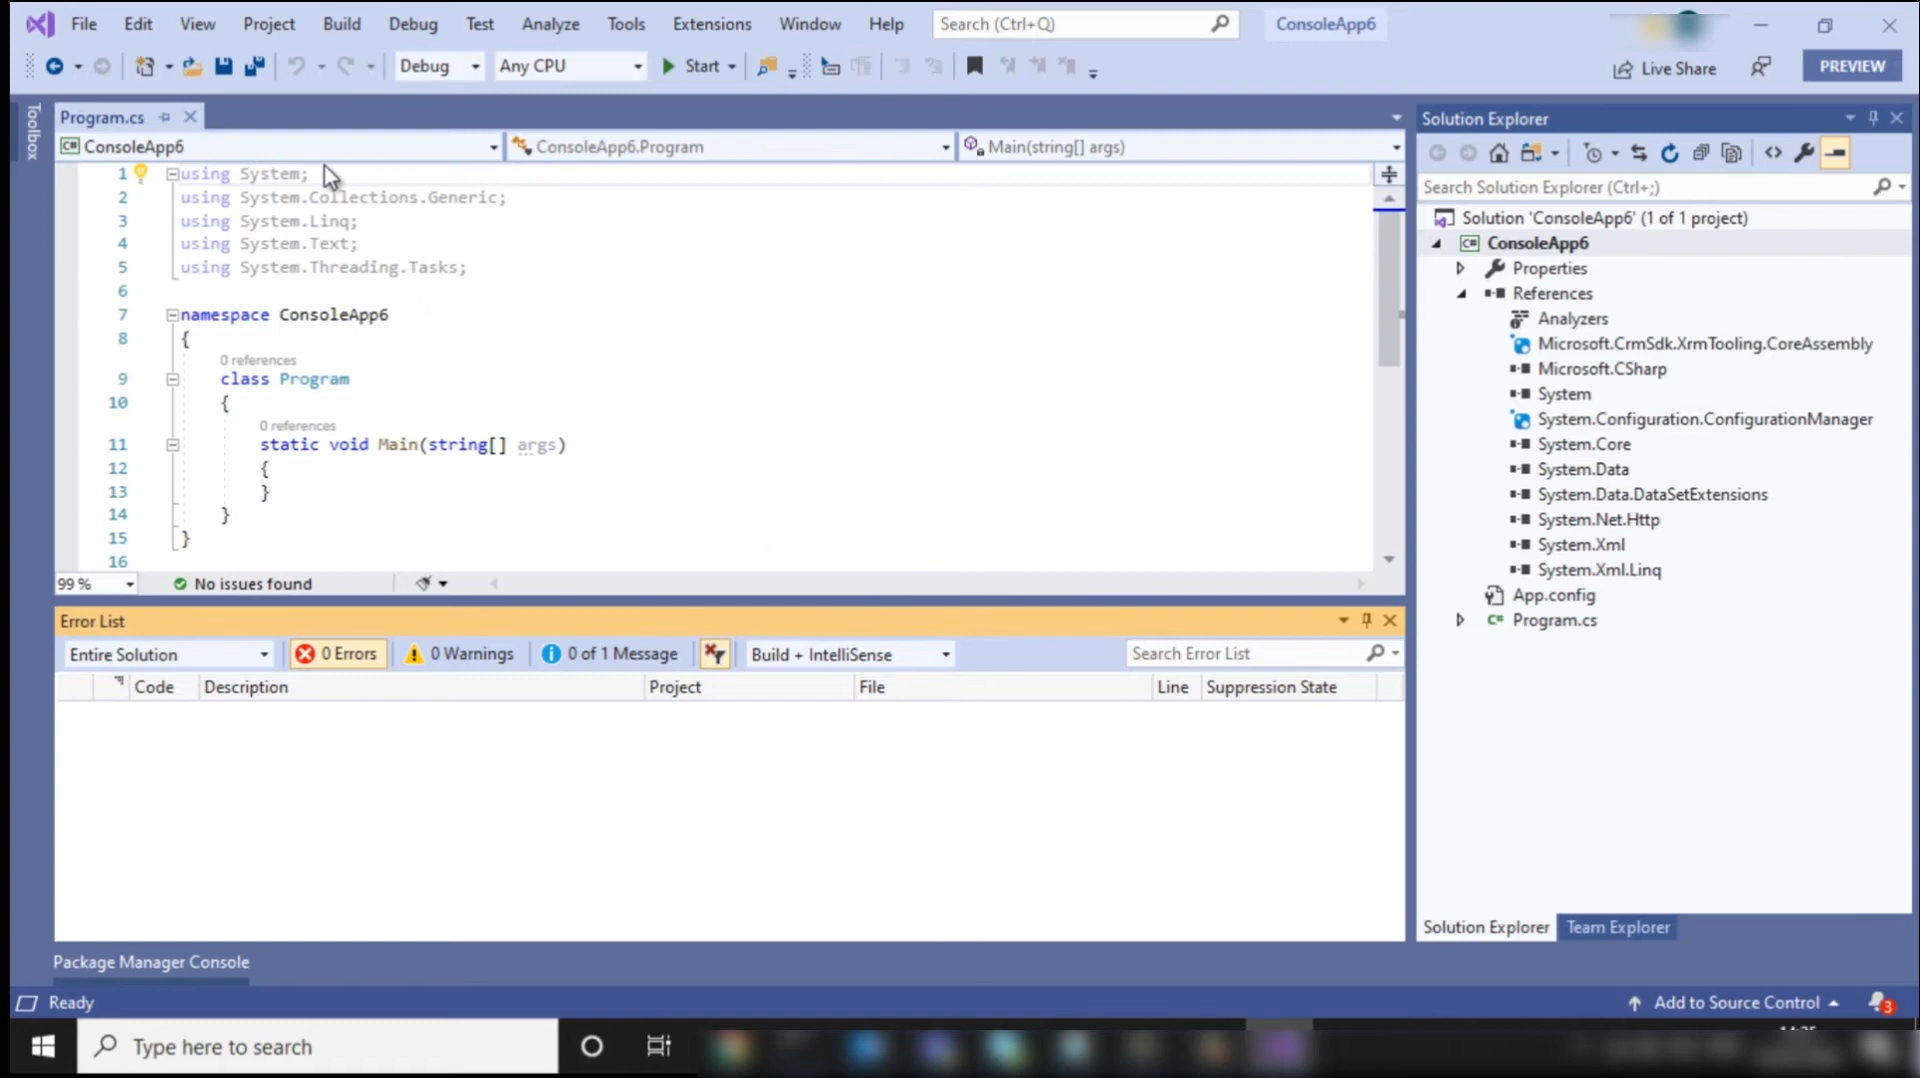 File Edit View Project Build Debug Test Analyze Tools Extensions Window Help Search (Ctrl+Q) ConsoleApp6
Debug Any CPU Start Live Share PREVIEW
Toolbox
Program.cs
ConsoleApp6 ConsoleApp6.Program Main(string[] args)
1 using System;
2 using System.Collections.Generic;
3 using System.Linq;
4 using System.Text;
5 using System.Threading.Tasks;
6
7 namespace ConsoleApp6
8 {
0 references
9 class Program
10 {
0 references
11 static void Main(string[] args)
12 {
13 }
14 }
15 }
16
99 % No issues found
Error List
Entire Solution 0 Errors 0 Warnings 0 of 1 Message Build + IntelliSense Search Error List
Code Description Project File Line Suppression State
Solution Explorer
Search Solution Explorer (Ctrl+;)
Solution 'ConsoleApp6' (1 of 1 project)
C# ConsoleApp6
Properties
References
Analyzers
Microsoft.CrmSdk.XrmTooling.CoreAssembly
Microsoft.CSharp
System
System.Configuration.ConfigurationManager
System.Core
System.Data
System.Data.DataSetExtensions
System.Net.Http
System.Xml
System.Xml.Linq
App.config
C# Program.cs
Solution Explorer Team Explorer
Package Manager Console
Ready Add to Source Control 3
Type here to search